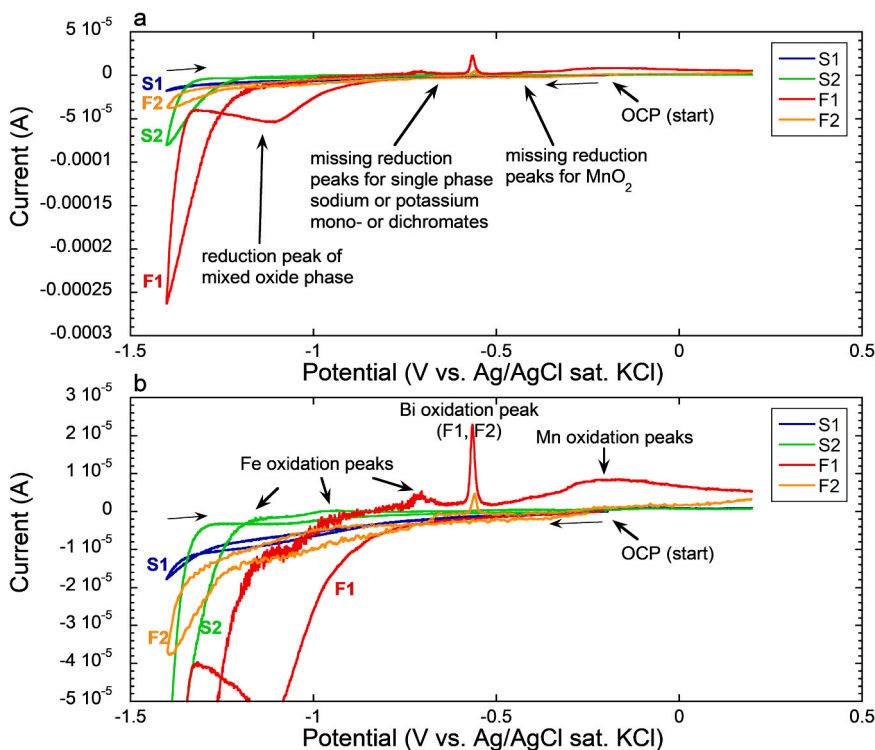 a
5 10⁻⁵
0
-5 10⁻⁵
-0.0001
-0.00015
-0.0002
-0.00025
-0.0003
Current (A)
S1
F2
S2
F1
S1
S2
F1
F2
OCP (start)
missing reduction
peaks for single phase
sodium or potassium
mono- or dichromates
missing reduction
peaks for MnO₂
reduction peak of
mixed oxide phase
-1.5
-1
-0.5
0
0.5
Potential (V vs. Ag/AgCl sat. KCl)
b
3 10⁻⁵
2 10⁻⁵
1 10⁻⁵
0
-1 10⁻⁵
-2 10⁻⁵
-3 10⁻⁵
-4 10⁻⁵
-5 10⁻⁵
Current (A)
Bi oxidation peak
(F1, F2)
Mn oxidation peaks
Fe oxidation peaks
S1
S2
F1
F2
OCP (start)
S1
F2
S2
F1
-1.5
-1
-0.5
0
0.5
Potential (V vs. Ag/AgCl sat. KCl)